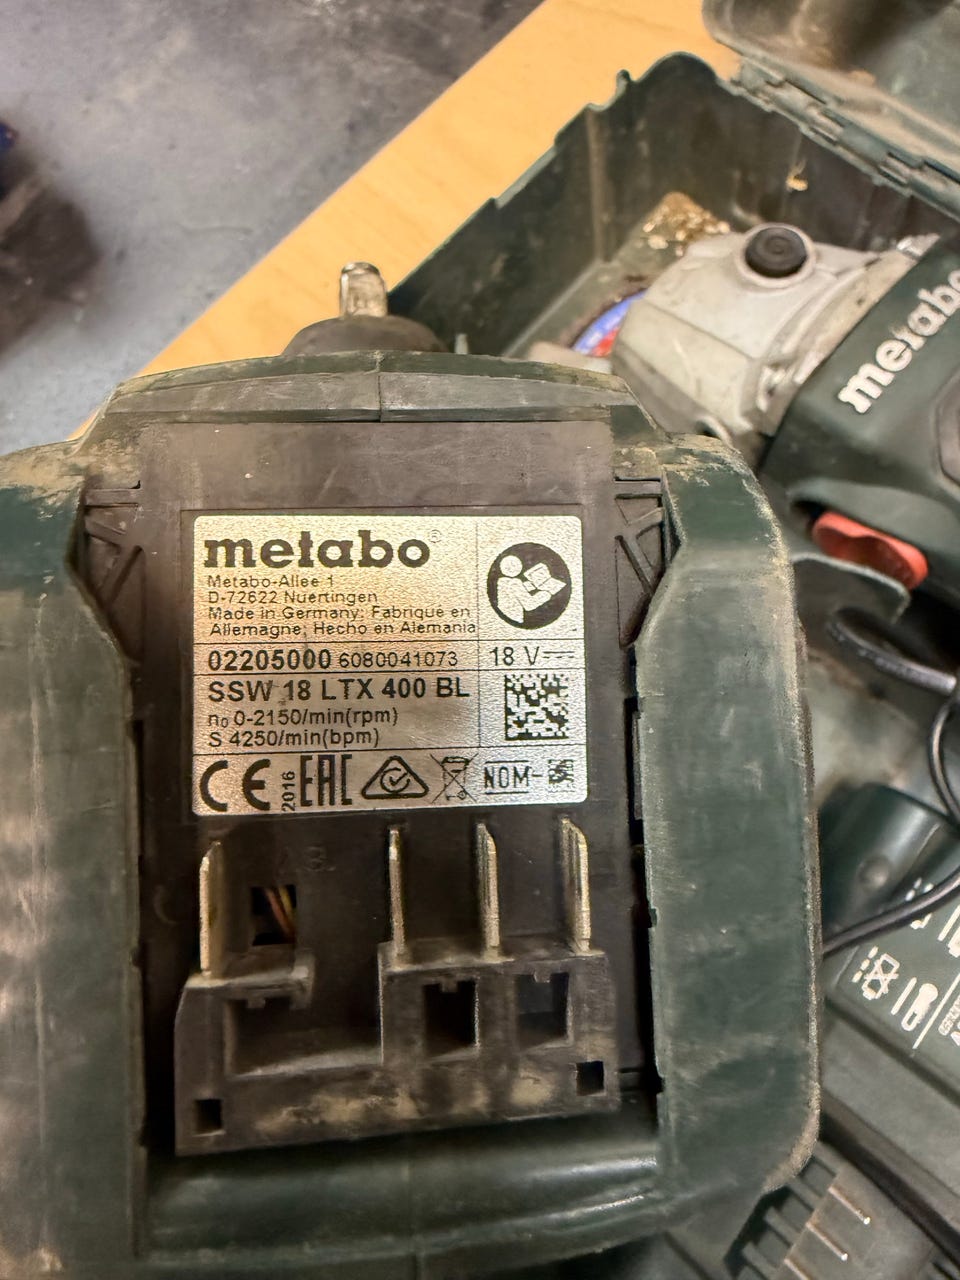 metabo®
Metabo-Allee 1
D-72622 Nuertingen
Made in Germany; Fabriqué en
Allemagne; Hecho en Alemania
02205000 6080041073
18 V
SSW 18 LTX 400 BL
n₀ 0-2150/min(rpm)
S 4250/min(bpm)
CE 2016 EAC NOM-
metabo